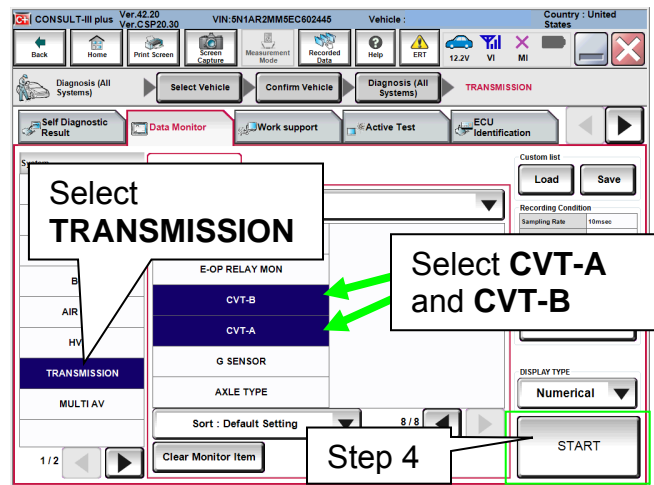 CONSULT-III plus Ver.42.20 VIN:5N1AR2MM5EC602445 Vehicle : Country : United
Ver.CSP20.30 States
Back Home Print Screen Screen Capture Measurement Mode Recorded Data Help ERT 12.2V VI MI
Diagnosis (All Systems) Select Vehicle Confirm Vehicle Diagnosis (All Systems) TRANSMISSION
Self Diagnostic Result Data Monitor Work support Active Test ECU Identification
Custom list
Load Save
Recording Condition
Sampling Rate 10msec
Select
TRANSMISSION
Select CVT-A
and CVT-B
E-OP RELAY MON
B
CVT-B
AIR
CVT-A
HV
G SENSOR
TRANSMISSION
DISPLAY TYPE
AXLE TYPE
Numerical
MULTI AV
Sort : Default Setting 8/8
Step 4
START
1/2
Clear Monitor Item